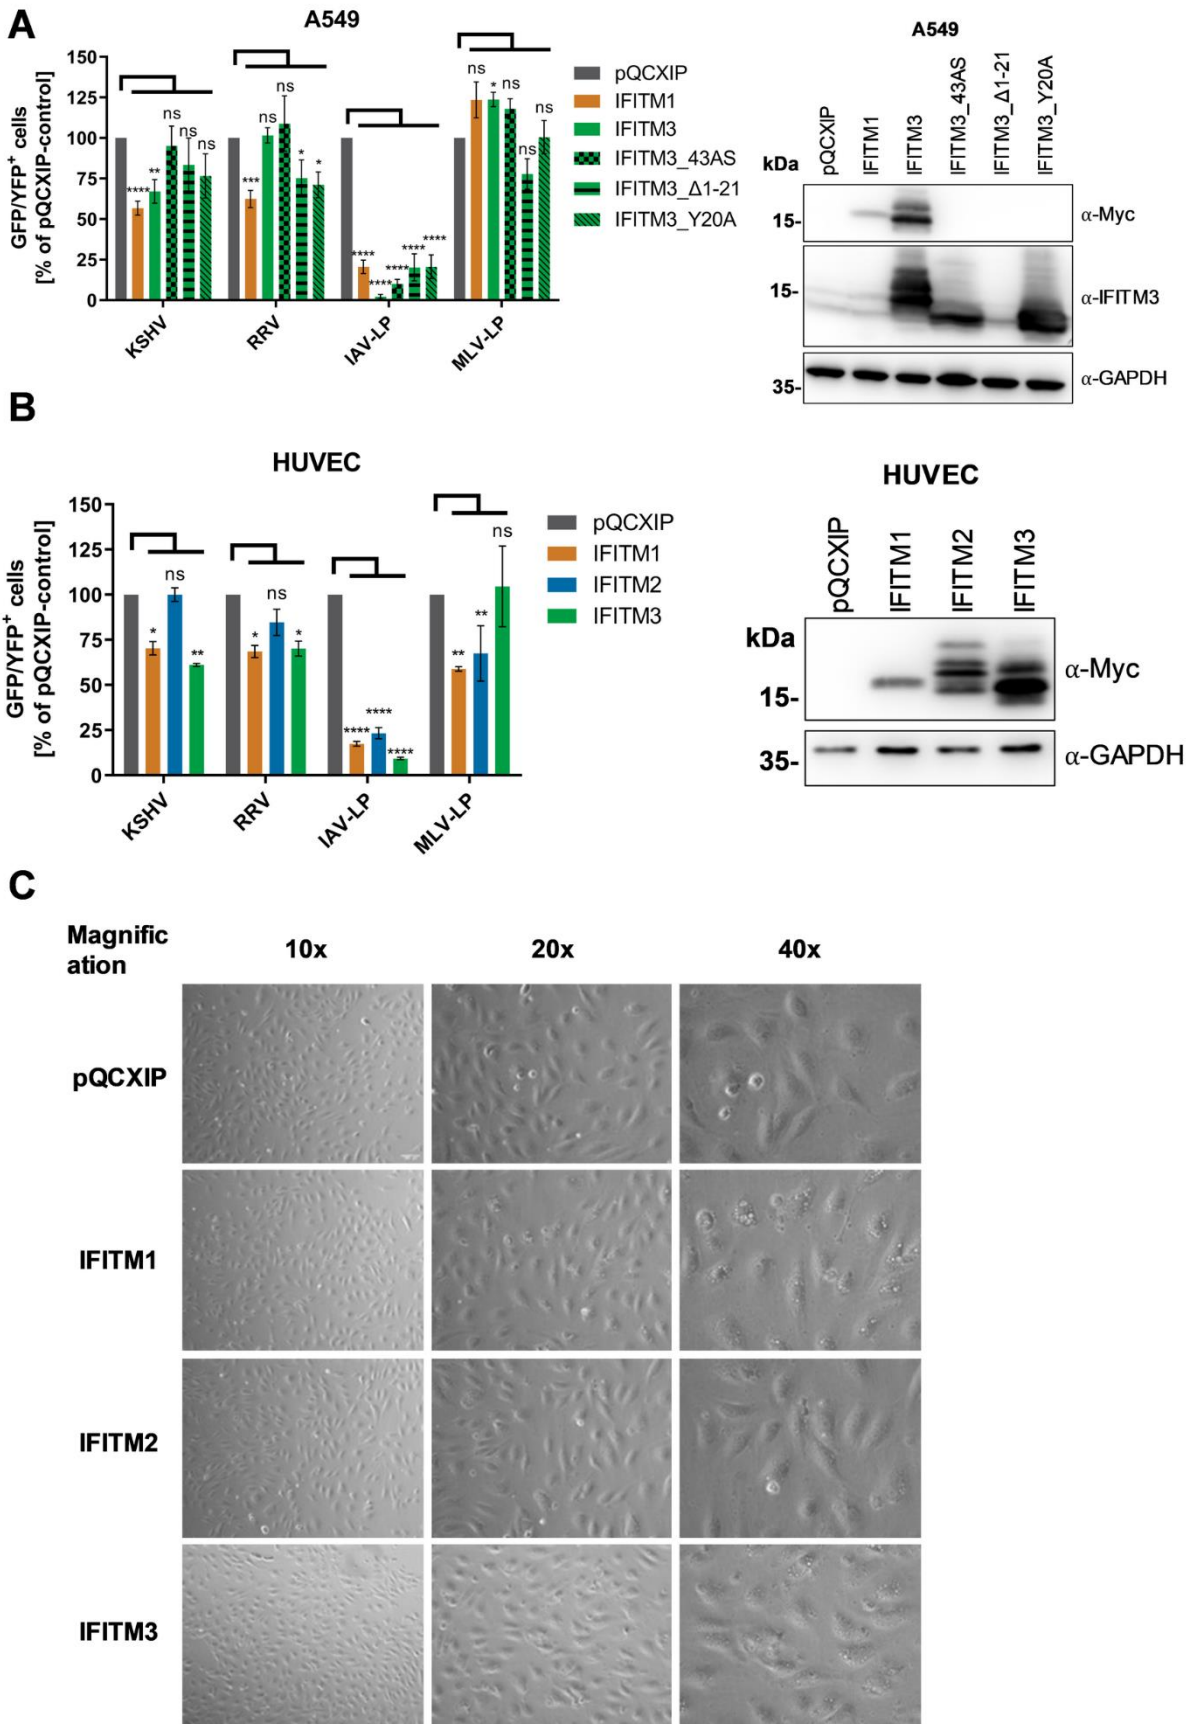 A
A549
GFP/YFP+ cells
[% of pQCXIP-control]
150
125
100
75
50
25
0
**** ** ns ns ns
*** ns ns * *
**** **** **** **** ****
ns * ns ns ns
KSHV
RRV
IAV-LP
MLV-LP
pQCXIP
IFITM1
IFITM3
IFITM3_43AS
IFITM3_Δ1-21
IFITM3_Y20A
A549
pQCXIP
IFITM1
IFITM3
IFITM3_43AS
IFITM3_Δ1-21
IFITM3_Y20A
kDa
15-
α-Myc
15-
α-IFITM3
35-
α-GAPDH
B
HUVEC
GFP/YFP+ cells
[% of pQCXIP-control]
150
125
100
75
50
25
0
* ns **
* ns *
**** **** ****
** ** ns
KSHV
RRV
IAV-LP
MLV-LP
pQCXIP
IFITM1
IFITM2
IFITM3
HUVEC
pQCXIP
IFITM1
IFITM2
IFITM3
kDa
15-
α-Myc
35-
α-GAPDH
C
Magnific
ation
10x
20x
40x
pQCXIP
IFITM1
IFITM2
IFITM3